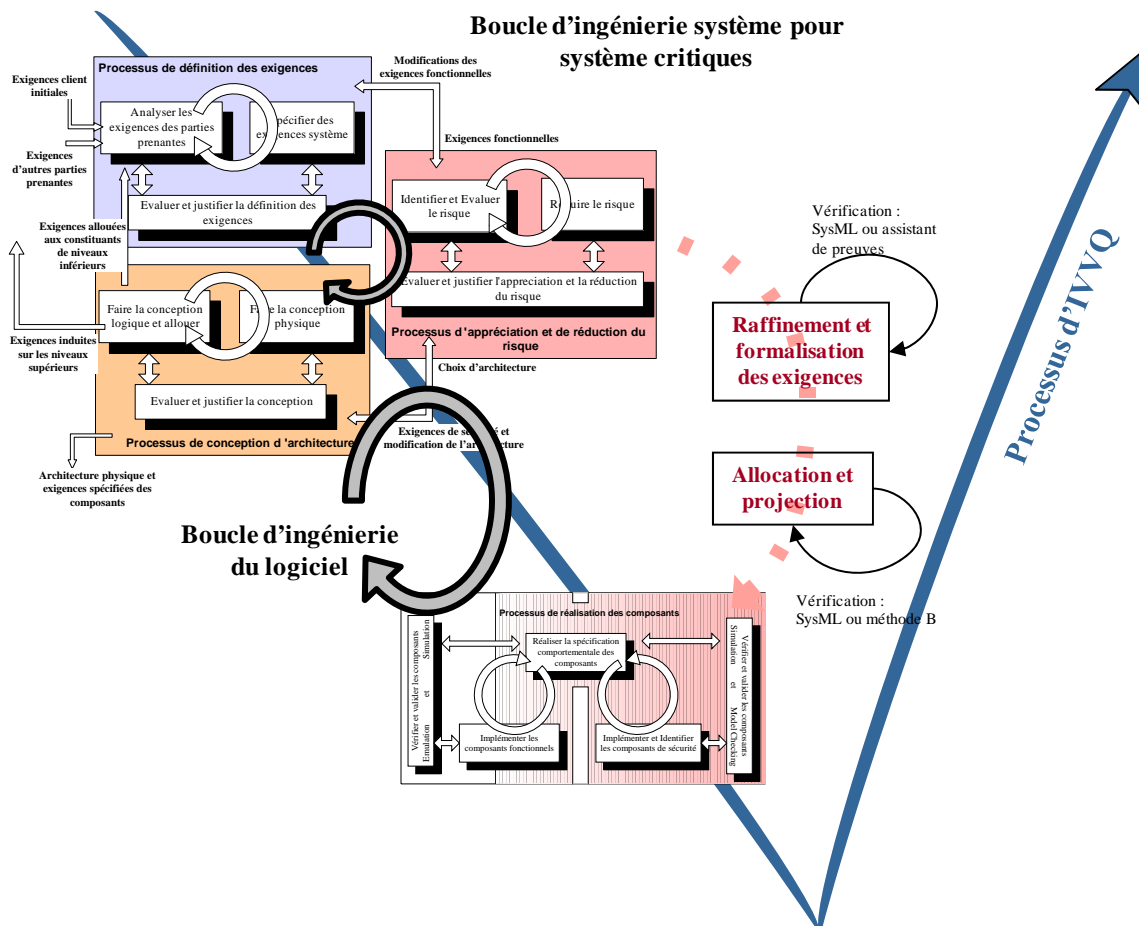 Boucle d'ingénierie système pour
système critiques
Processus de définition des exigences
Exigences client
initiales
Analyser les
exigences des parties
prenantes
spécifier des
exigences système
Exigences
d'autres parties
prenantes
Evaluer et justifier la définition des
exigences
Modifications des
exigences fonctionnelles
Exigences fonctionnelles
Identifier et Evaluer
le risque
Réduire le risque
Evaluer et justifier l'appreciation et la réduction
du risque
Processus d'appréciation et de réduction du
risque
Exigences allouées
aux constituants
de niveaux
inférieurs
Faire la conception
logique et allouer
Faire la conception
physique
Exigences induites
sur les niveaux
supérieurs
Evaluer et justifier la conception
Processus de conception d 'architecture
Choix d'architecture
Exigences de sécurité et
modification de l'architecture
Architecture physique et
exigences spécifiées des
composants
Boucle d'ingénierie
du logiciel
Vérification :
SysML ou assistant
de preuves
Raffinement et
formalisation
des exigences
Allocation et
projection
Vérification :
SysML ou méthode B
Processus d'IVVQ
Processus de réalisation des composants
Vérifier et valider les composants
Emulation et Simulation
Réaliser la spécification
comportementale des
composants
Implémenter les
composants fonctionnels
Implémenter et Identifier
les composants de sécurité
Vérifier et valider les composants
Simulation et Model Checking